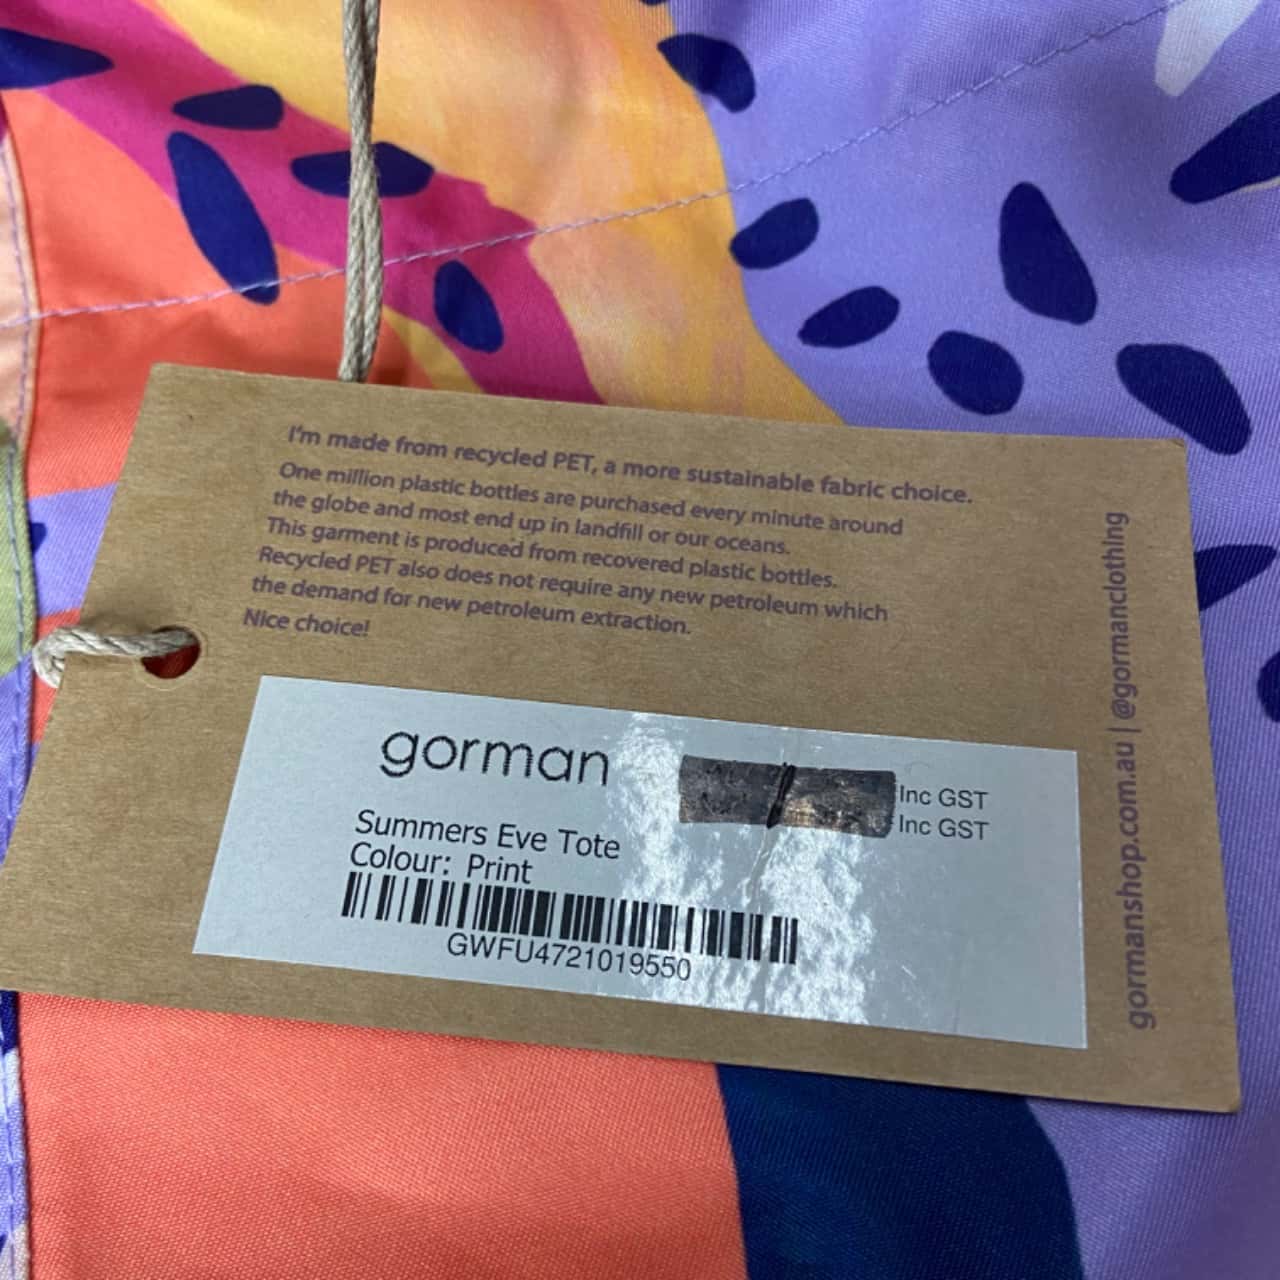 I'm made from recycled PET, a more sustainable fabric choice.
One million plastic bottles are purchased every minute around
the globe and most end up in landfill or our oceans.
This garment is produced from recovered plastic bottles.
Recycled PET also does not require any new petroleum which
the demand for new petroleum extraction.
Nice choice!
gorman
Inc GST
Inc GST
Summers Eve Tote
Colour: Print
GWFU4721019550
gormanshop.com.au | @gormanclothing